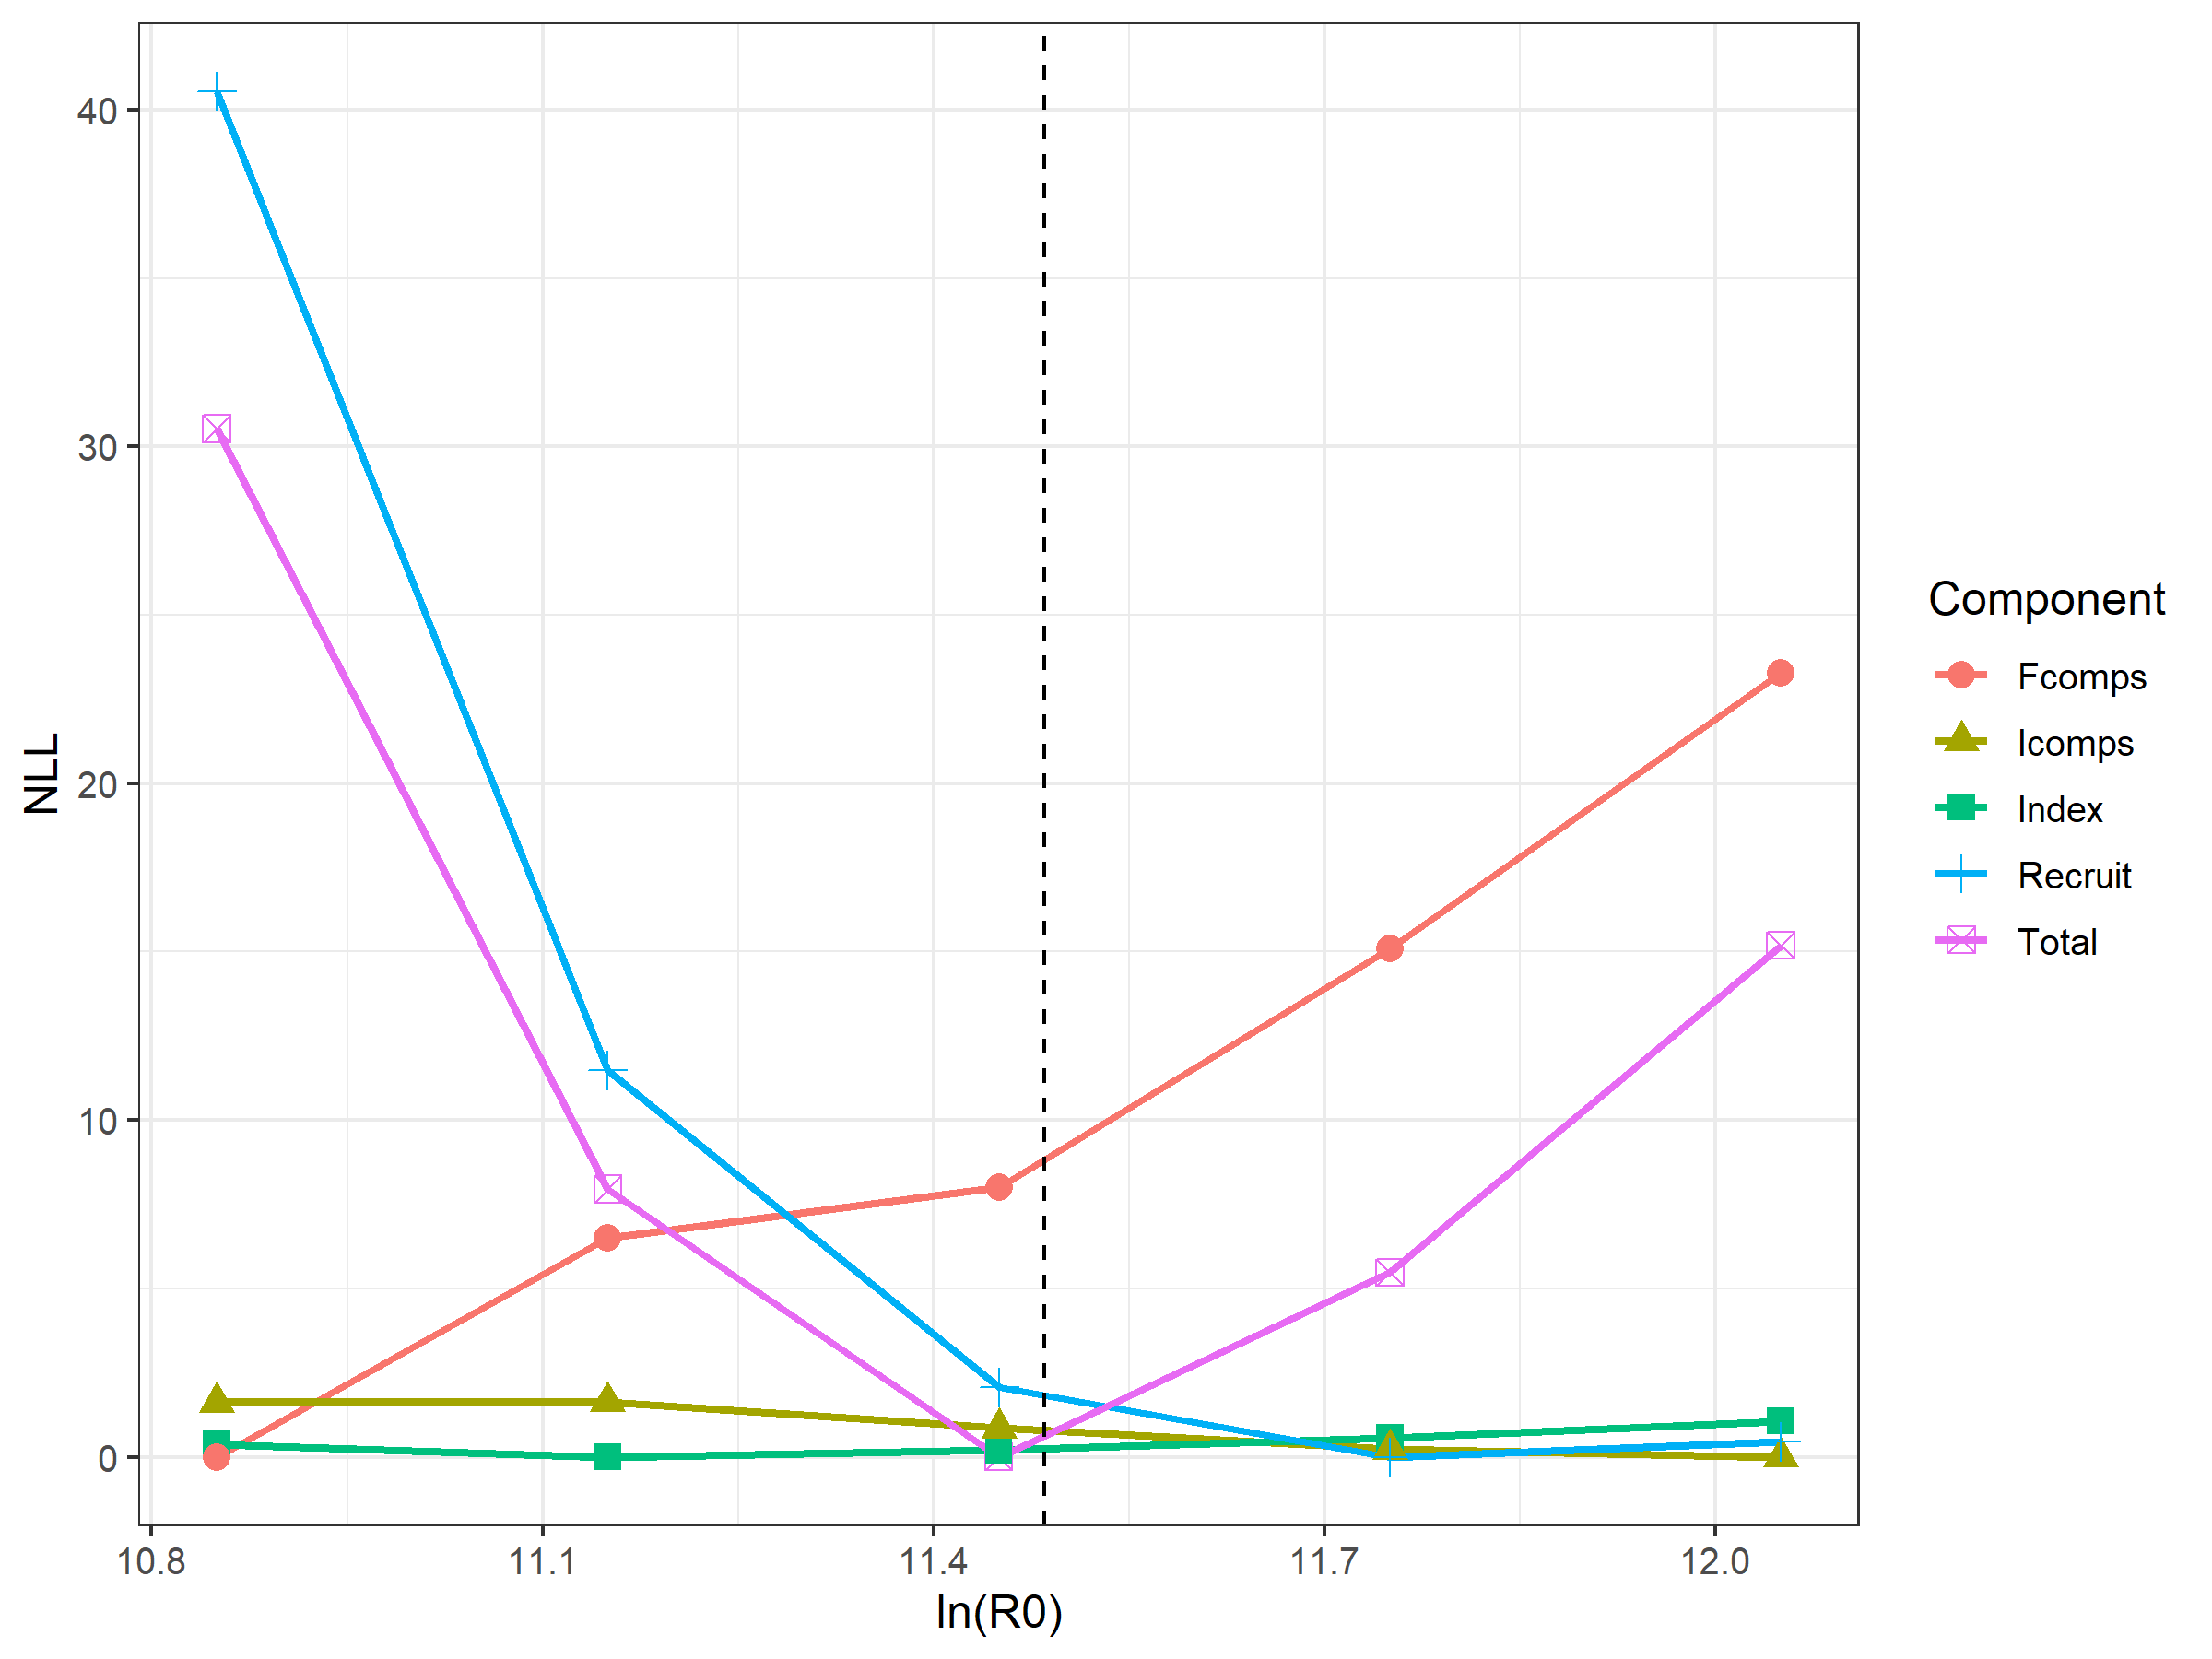 NLL
40
30
20
10
0
10.8
11.1
11.4
11.7
12.0
ln(R0)
Component
Fcomps
Icomps
Index
Recruit
Total